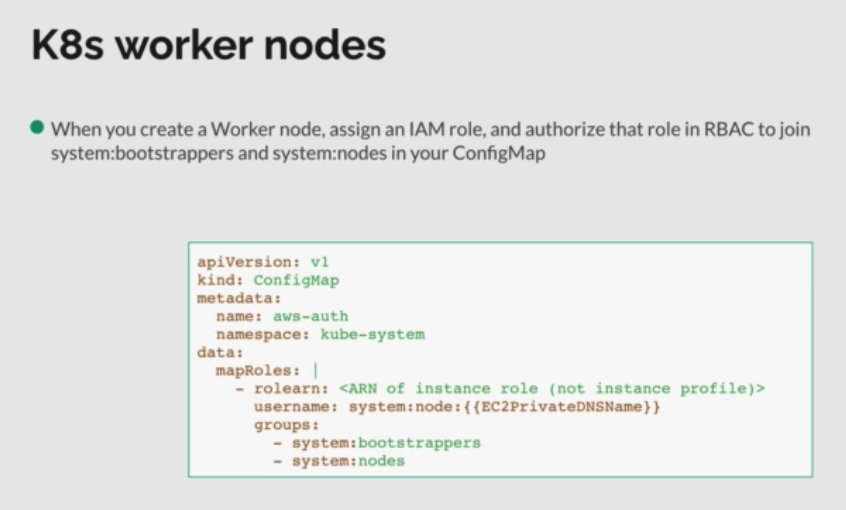 K8s worker nodes
When you create a Worker node, assign an IAM role, and authorize that role in RBAC to join
system:bootstrappers and system:nodes in your ConfigMap
apiVersion: v1
kind: ConfigMap
metadata:
  name: aws-auth
  namespace: kube-system
data:
  mapRoles: |
    - rolearn: <ARN of instance role (not instance profile)>
      username: system:node:{{EC2PrivateDNSName}}
      groups:
        - system:bootstrappers
        - system:nodes